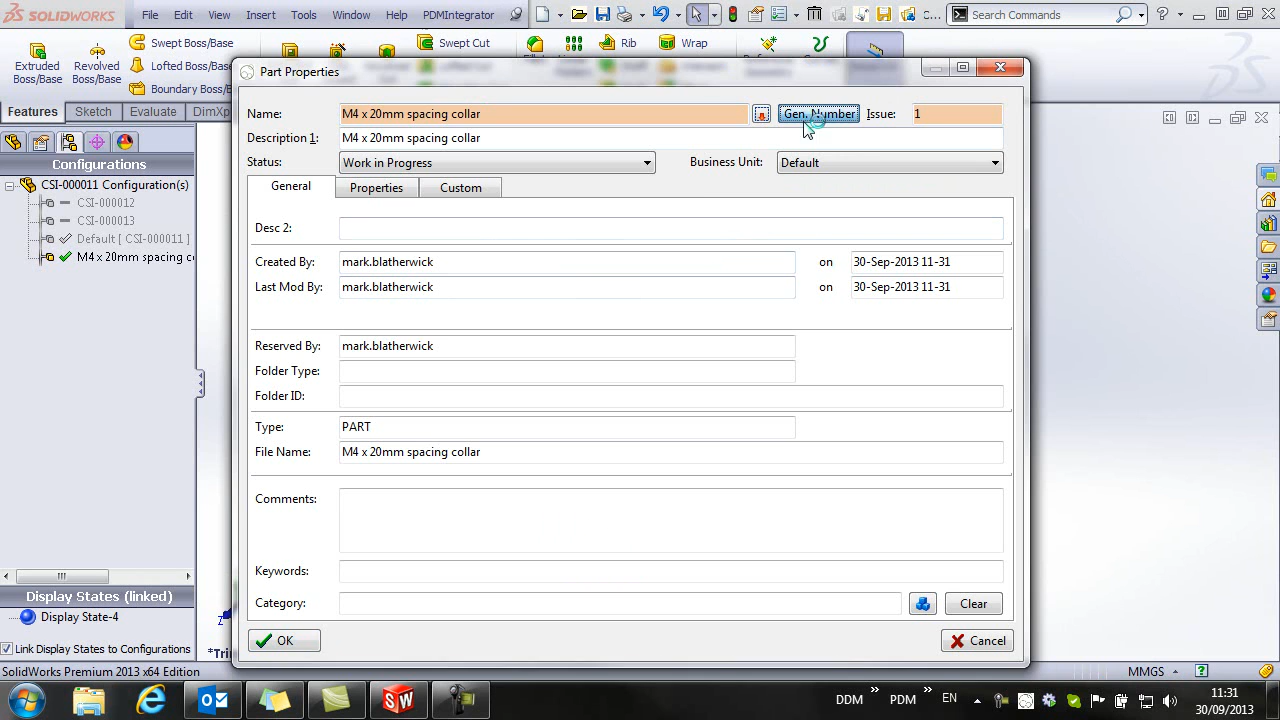 SOLIDWORKS
File Edit View Insert Tools Window Help PDMIntegrator
Search Commands
Extruded Boss/Base
Revolved Boss/Base
Swept Boss/Base
Lofted Boss/Base
Boundary Boss/Base
Swept Cut
Rib
Wrap
Features Sketch Evaluate DimXp
Configurations
CSI-000011 Configuration(s)
CSI-000012
CSI-000013
Default [ CSI-000011 ]
M4 x 20mm spacing co
Display States (linked)
Display State-4
Link Display States to Configurations
SolidWorks Premium 2013 x64 Edition
MMGS
*Tri
Part Properties
Name: M4 x 20mm spacing collar Gen. Number Issue: 1
Description 1: M4 x 20mm spacing collar
Status: Work in Progress Business Unit: Default
General Properties Custom
Desc 2:
Created By: mark.blatherwick on 30-Sep-2013 11-31
Last Mod By: mark.blatherwick on 30-Sep-2013 11-31
Reserved By: mark.blatherwick
Folder Type:
Folder ID:
Type: PART
File Name: M4 x 20mm spacing collar
Comments:
Keywords:
Category: Clear
OK Cancel
DDM » PDM » EN 11:31
30/09/2013